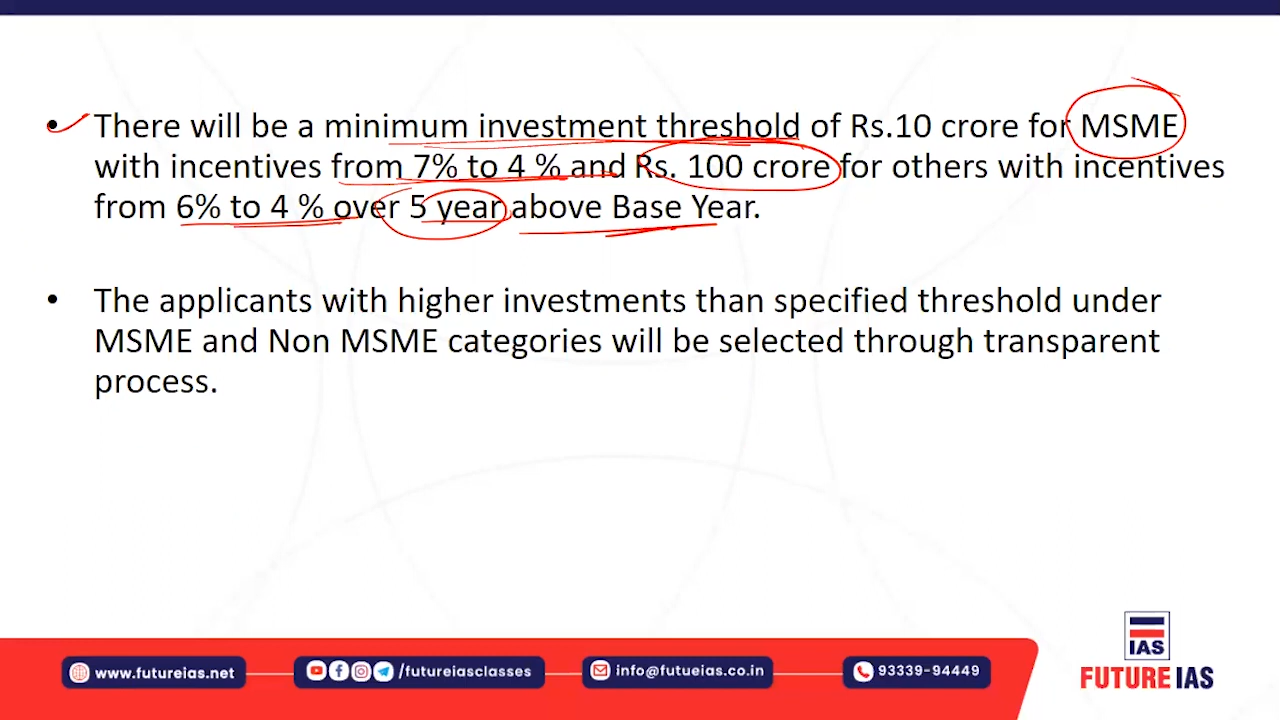 • There will be a minimum investment threshold of Rs.10 crore for MSME
with incentives from 7% to 4 % and Rs. 100 crore for others with incentives
from 6% to 4 % over 5 year above Base Year.
• The applicants with higher investments than specified threshold under
MSME and Non MSME categories will be selected through transparent
process.
IAS
www.futureias.net /futureiasclasses info@futueias.co.in 93339-94449 FUTURE IAS